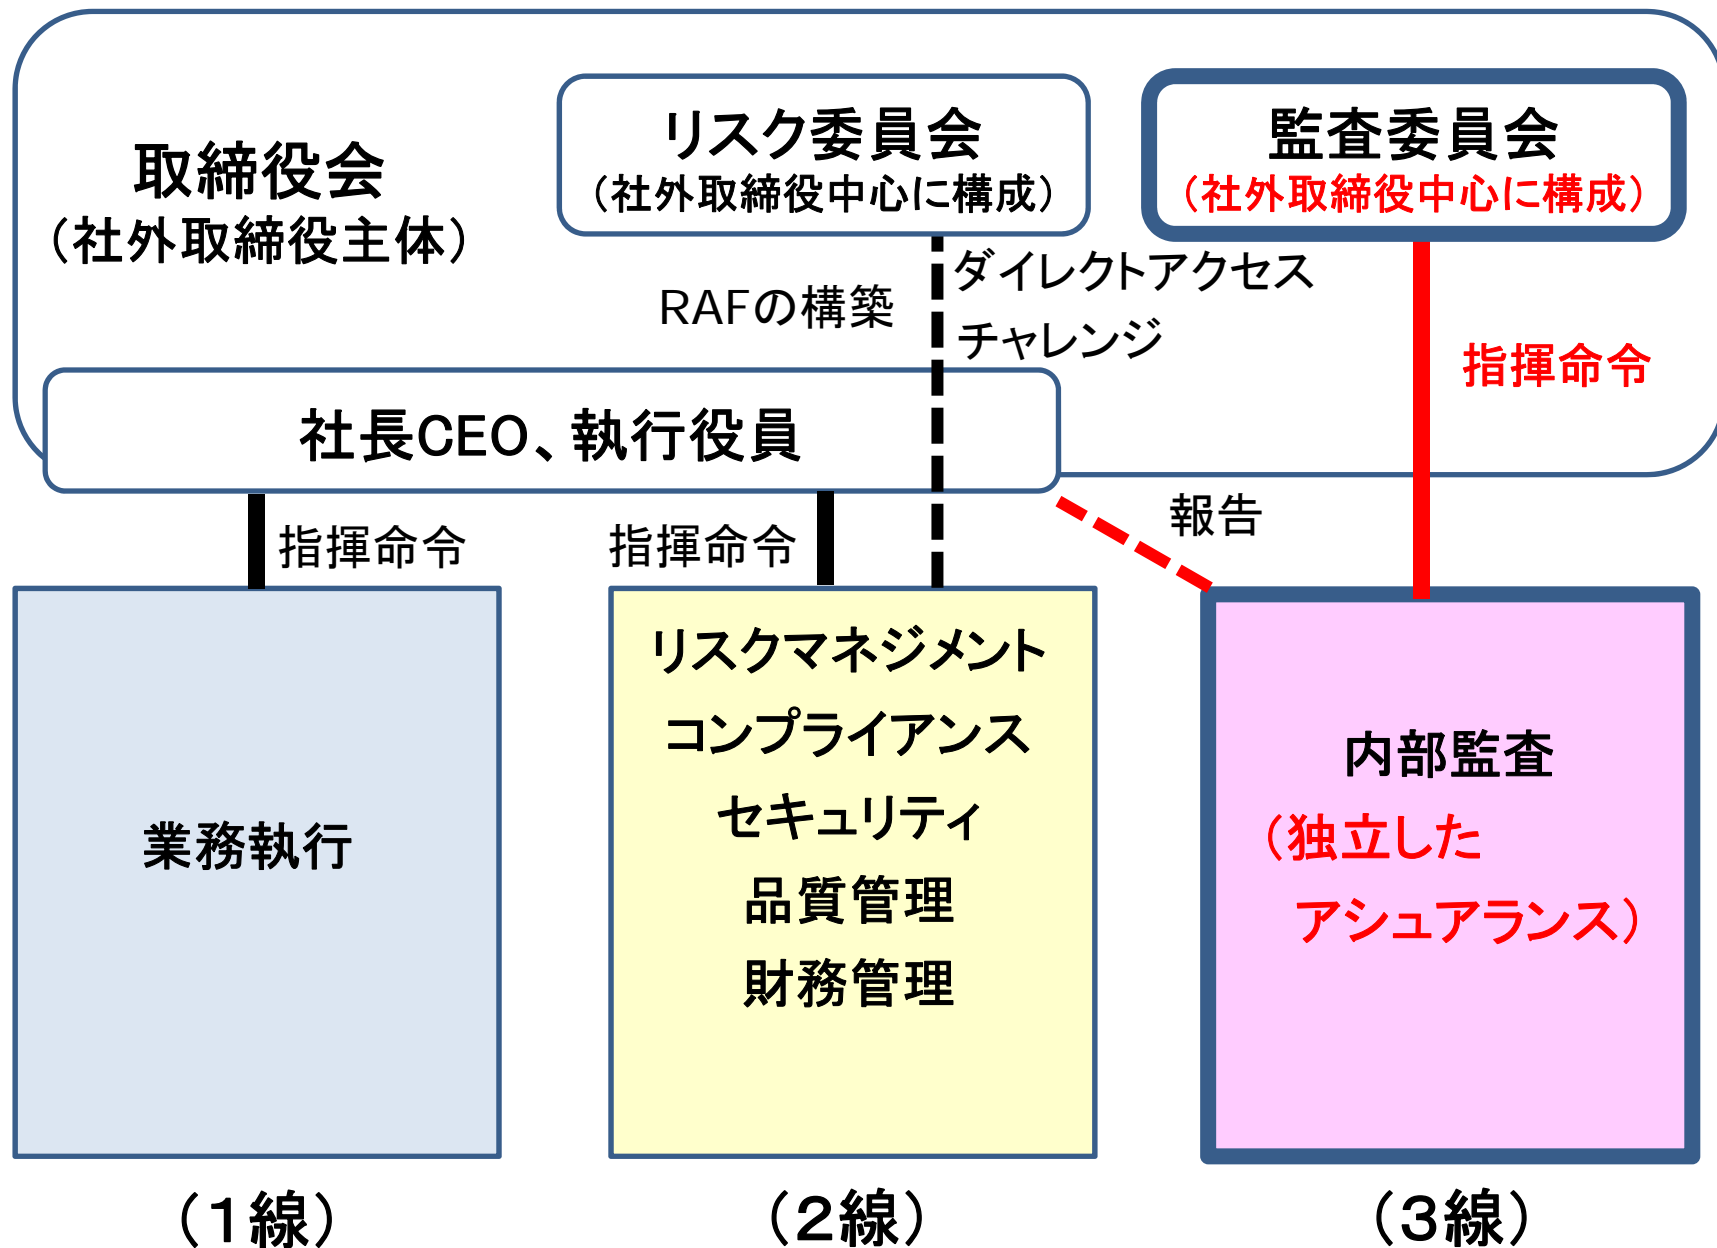 取締役会
（社外取締役主体）
リスク委員会
（社外取締役中心に構成）
監査委員会
（社外取締役中心に構成）
RAFの構築
ダイレクトアクセス
チャレンジ
指揮命令
社長CEO、執行役員
指揮命令
指揮命令
報告
業務執行
リスクマネジメント
コンプライアンス
セキュリティ
品質管理
財務管理
内部監査
（独立した
アシュアランス）
（１線）
（２線）
（３線）